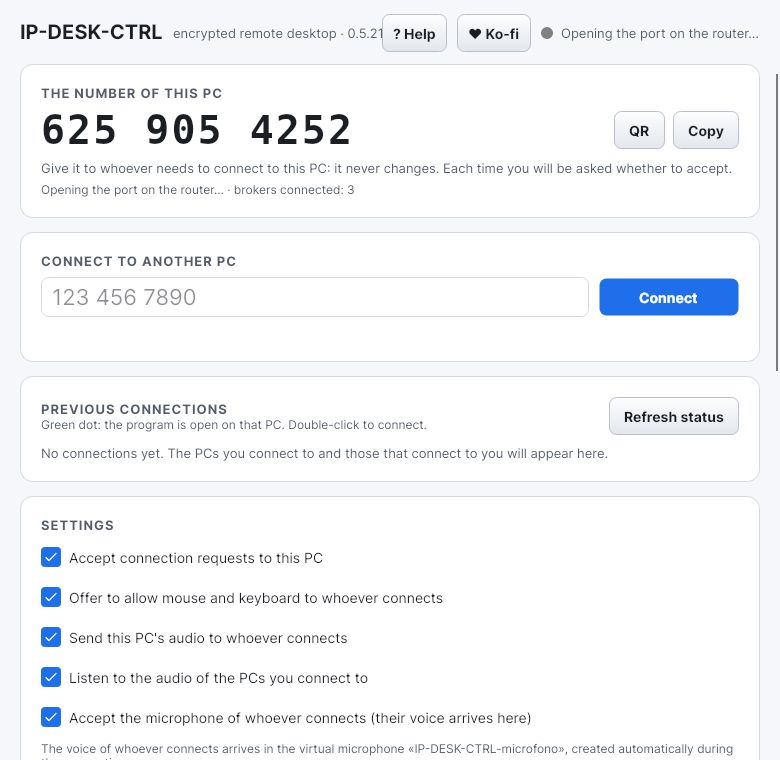 IP-DESK-CTRL encrypted remote desktop · 0.5.21 ? Help ♥ Ko-fi Opening the port on the router...
THE NUMBER OF THIS PC
625 905 4252 QR Copy
Give it to whoever needs to connect to this PC: it never changes. Each time you will be asked whether to accept.
Opening the port on the router... · brokers connected: 3
CONNECT TO ANOTHER PC
123 456 7890 Connect
PREVIOUS CONNECTIONS
Green dot: the program is open on that PC. Double-click to connect.
Refresh status
No connections yet. The PCs you connect to and those that connect to you will appear here.
SETTINGS
Accept connection requests to this PC
Offer to allow mouse and keyboard to whoever connects
Send this PC's audio to whoever connects
Listen to the audio of the PCs you connect to
Accept the microphone of whoever connects (their voice arrives here)
The voice of whoever connects arrives in the virtual microphone «IP-DESK-CTRL-microfono», created automatically during